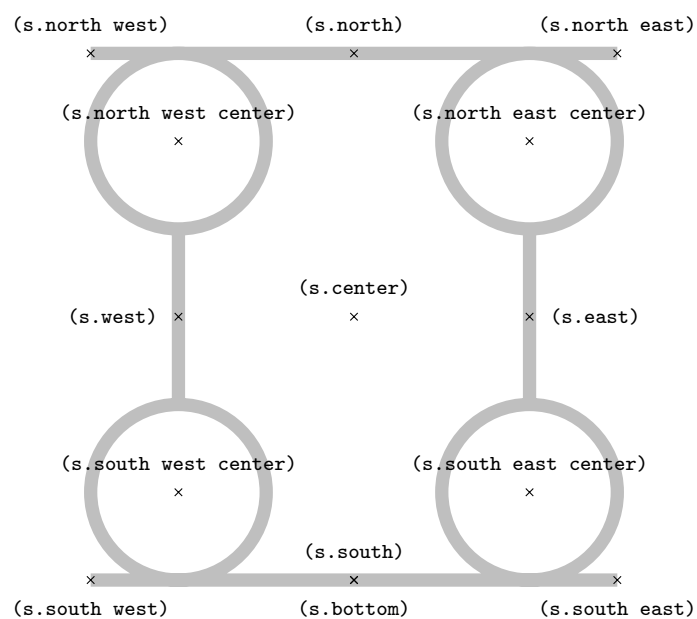 (s.north west) (s.north) (s.north east)
(s.north west center) (s.north east center)
(s.center)
(s.west) (s.east)
(s.south west center) (s.south east center)
(s.south)
(s.south west) (s.bottom) (s.south east)